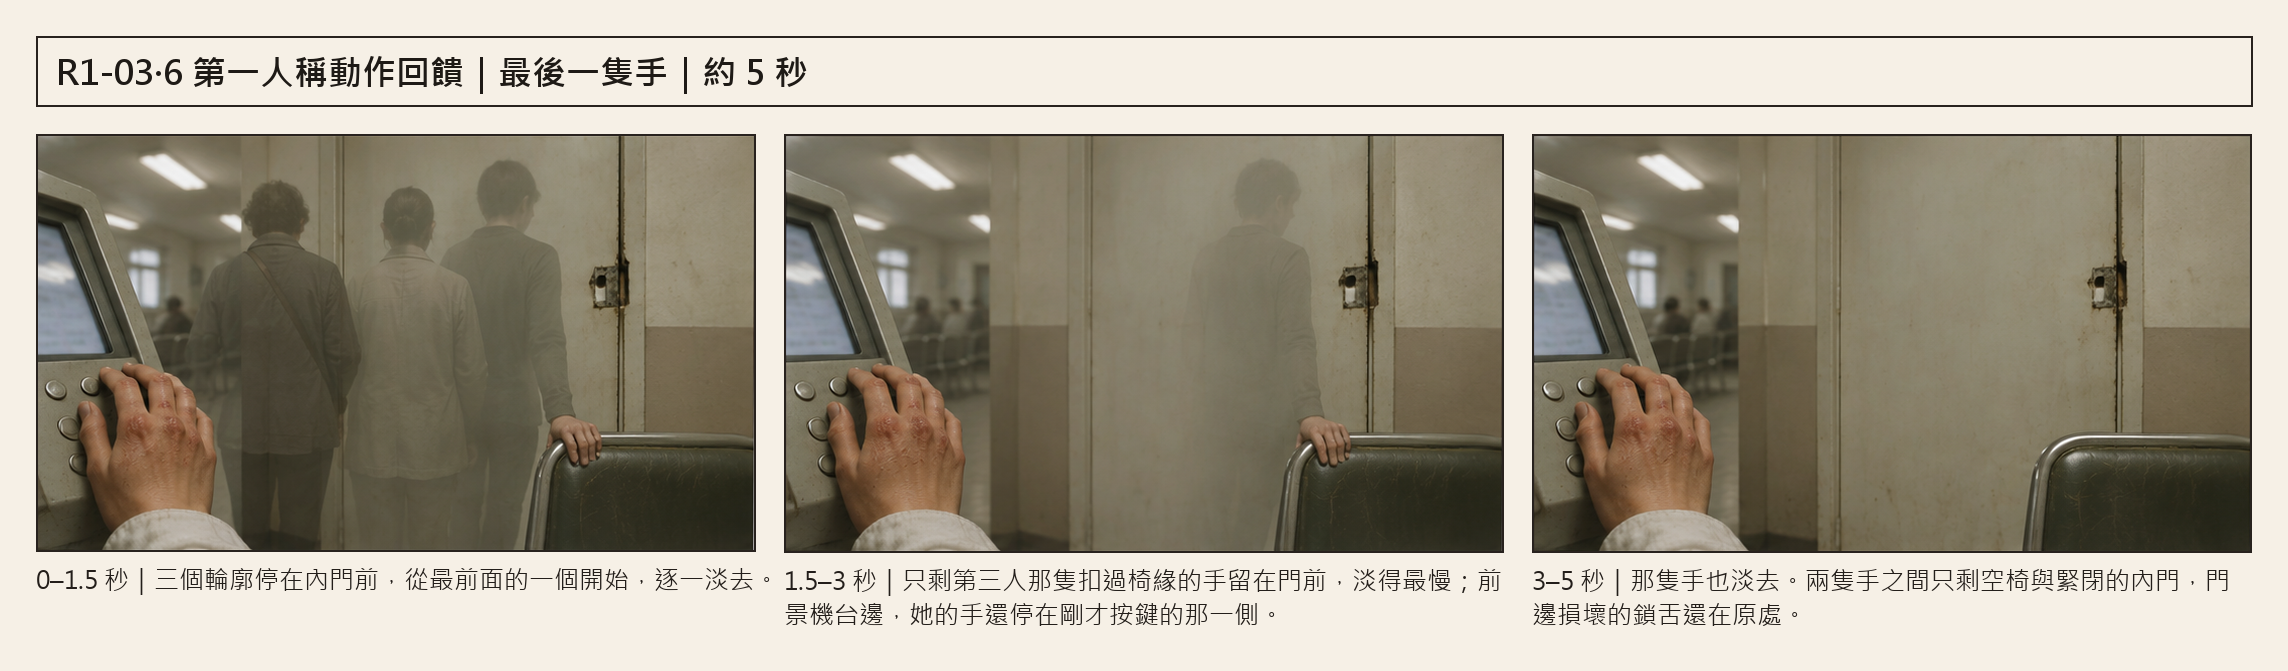 R1-03·6 第一人稱動作回饋｜最後一隻手｜約 5 秒
0–1.5 秒｜三個輪廓停在內門前，從最前面的一個開始，逐一淡去。
1.5–3 秒｜只剩第三人那隻扣過椅緣的手留在門前，淡得最慢；前
景機台邊，她的手還停在剛才按鍵的那一側。
3–5 秒｜那隻手也淡去。兩隻手之間只剩空椅與緊閉的內門，門
邊損壞的鎖舌還在原處。